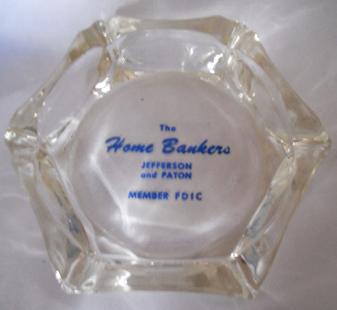 The
Home Bankers
JEFFERSON
and PATON
MEMBER FDIC